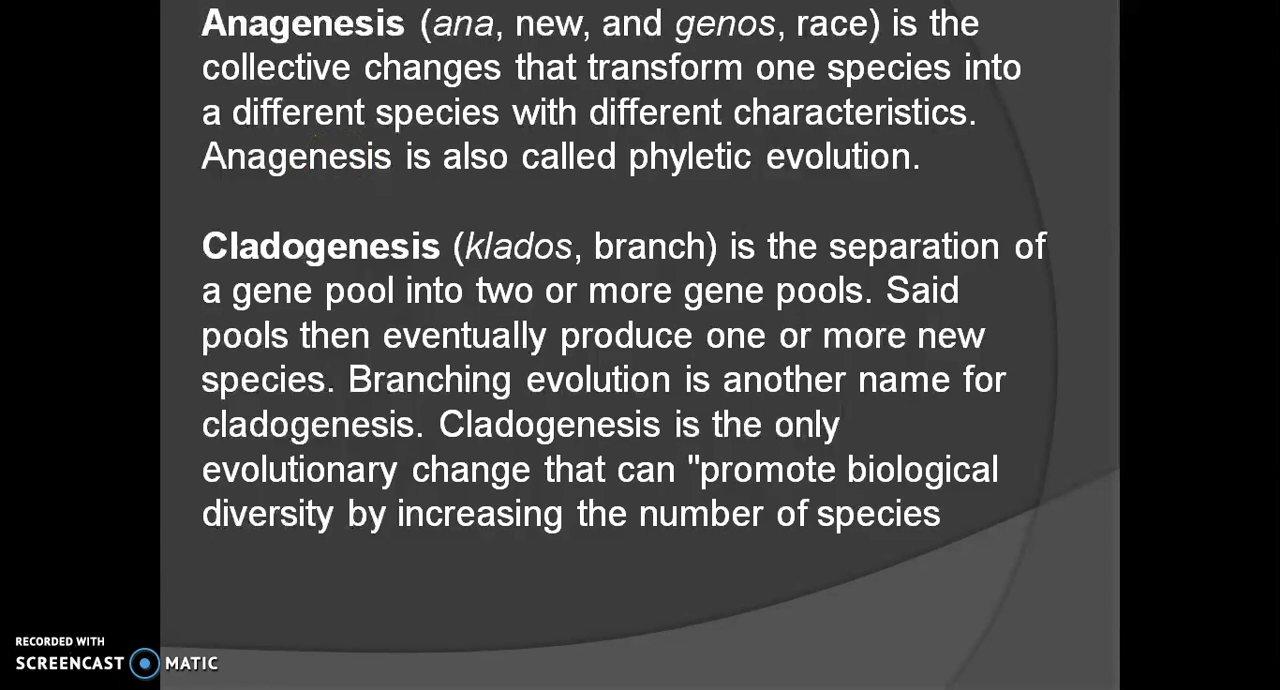 Anagenesis (ana, new, and genos, race) is the
collective changes that transform one species into
a different species with different characteristics.
Anagenesis is also called phyletic evolution.
Cladogenesis (klados, branch) is the separation of
a gene pool into two or more gene pools. Said
pools then eventually produce one or more new
species. Branching evolution is another name for
cladogenesis. Cladogenesis is the only
evolutionary change that can "promote biological
diversity by increasing the number of species
RECORDED WITH
SCREENCAST MATIC